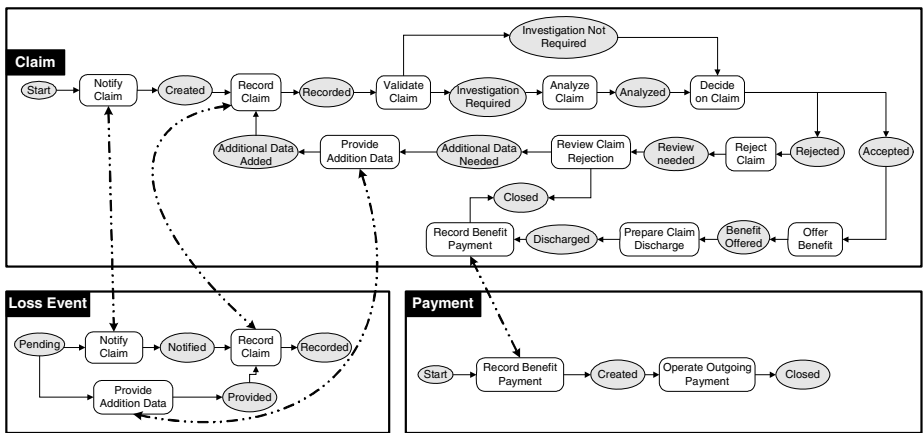 Claim
Investigation Not
Required
Start
Notify
Claim
Created
Record
Claim
Recorded
Validate
Claim
Investigation
Required
Analyze
Claim
Analyzed
Decide
on Claim
Additional Data
Added
Provide
Addition Data
Additional Data
Needed
Review Claim
Rejection
Review
needed
Reject
Claim
Rejected
Accepted
Closed
Record Benefit
Payment
Discharged
Prepare Claim
Discharge
Benefit
Offered
Offer
Benefit
Loss Event
Pending
Notify
Claim
Notified
Record
Claim
Recorded
Provide
Addition Data
Provided
Payment
Start
Record Benefit
Payment
Created
Operate Outgoing
Payment
Closed